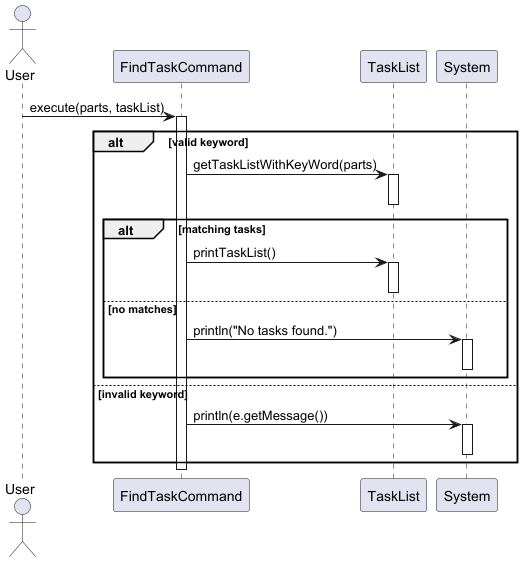 User
FindTaskCommand
TaskList
System
execute(parts, taskList)
alt
[valid keyword]
getTaskListWithKeyWord(parts)
alt
[matching tasks]
printTaskList()
[no matches]
println("No tasks found.")
[invalid keyword]
println(e.getMessage())
User
FindTaskCommand
TaskList
System